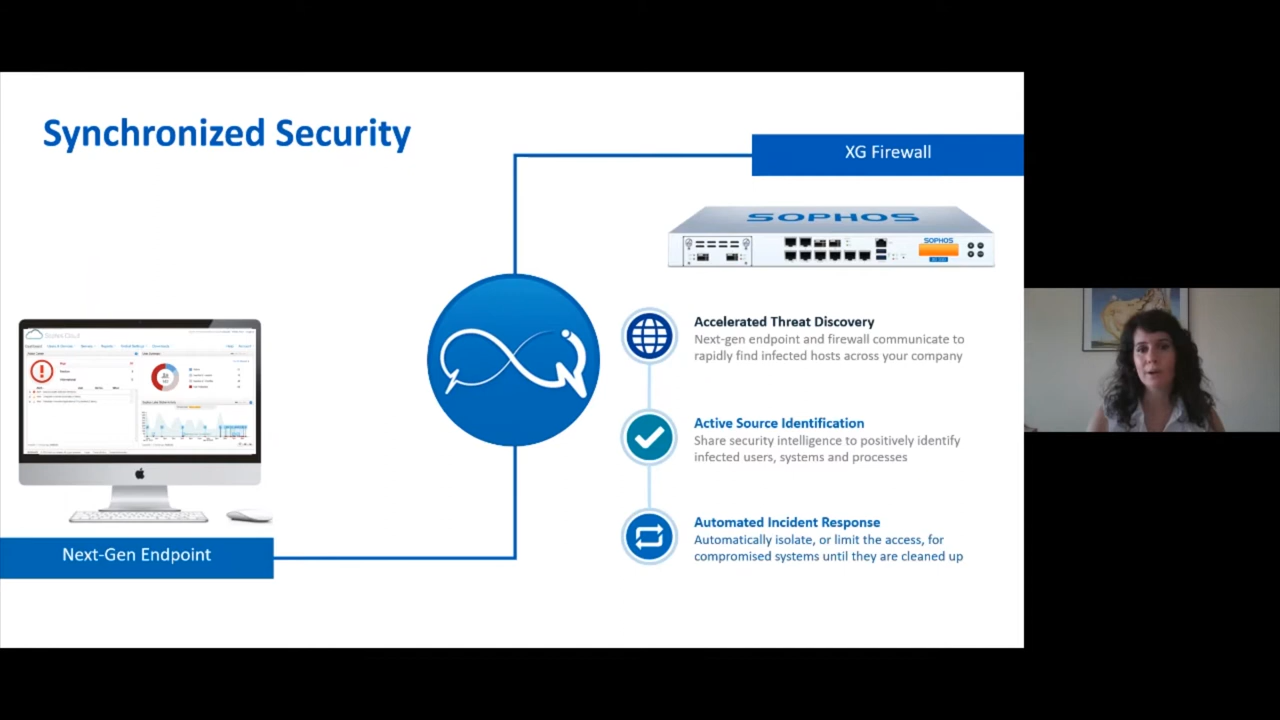 Synchronized Security
XG Firewall
SOPHOS
SOPHOS
Accelerated Threat Discovery
Next-gen endpoint and firewall communicate to
rapidly find infected hosts across your company
Active Source Identification
Share security intelligence to positively identify
infected users, systems and processes
Automated Incident Response
Automatically isolate, or limit the access, for
compromised systems until they are cleaned up
Next-Gen Endpoint